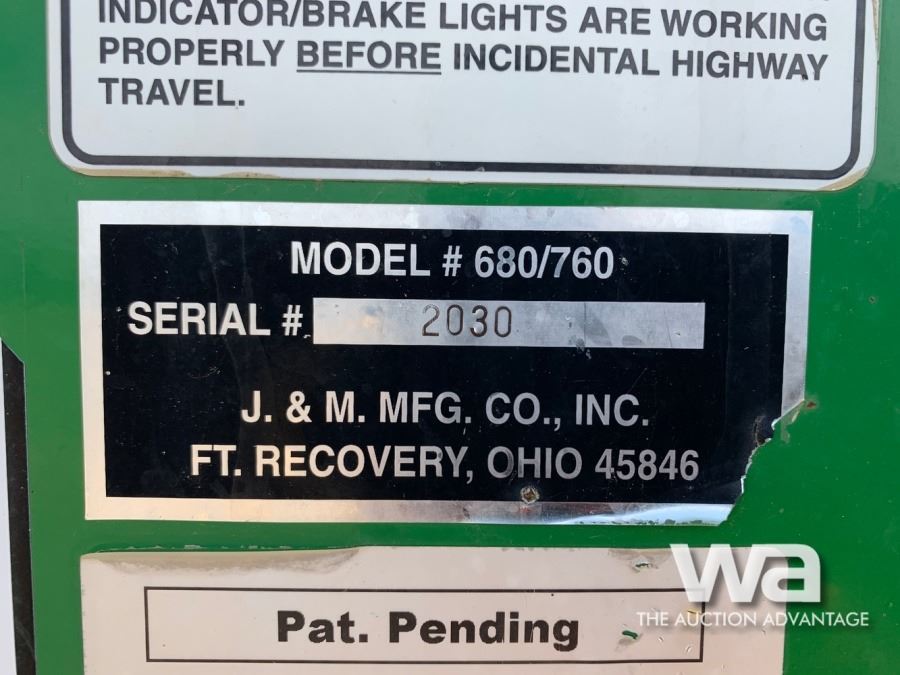 INDICATOR/BRAKE LIGHTS ARE WORKING
PROPERLY BEFORE INCIDENTAL HIGHWAY
TRAVEL.
MODEL # 680/760
SERIAL # 2030
J. & M. MFG. CO., INC.
FT. RECOVERY, OHIO 45846
Pat. Pending
wa
THE AUCTION ADVANTAGE